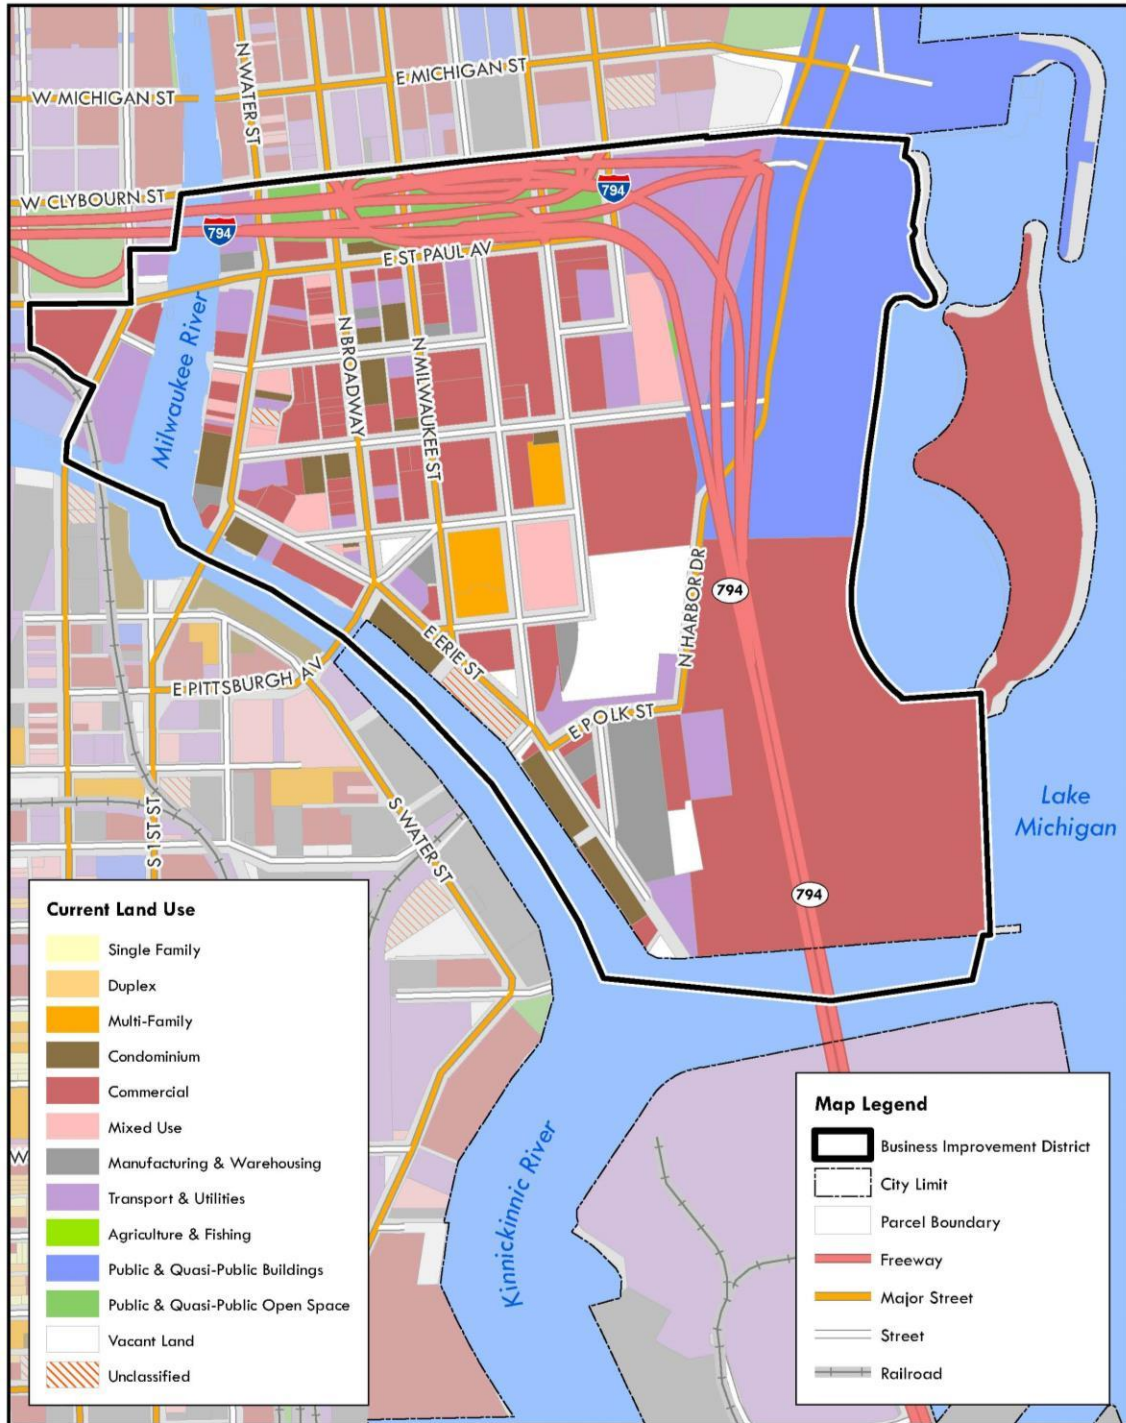 E MICHIGAN ST
N WATER ST
W MICHIGAN ST
W CLYBOURN ST
794
794
E ST PAUL AV
Milwaukee River
N BROADWAY
N MILWAUKEE ST
N HARBOR DR
794
E ERIE ST
E PITTSBURGH AV
E POLK ST
S 1ST ST
S WATER ST
Lake
Michigan
794
W
Kinnickinnic River
Current Land Use
Single Family
Duplex
Multi-Family
Condominium
Commercial
Mixed Use
Manufacturing & Warehousing
Transport & Utilities
Agriculture & Fishing
Public & Quasi-Public Buildings
Public & Quasi-Public Open Space
Vacant Land
Unclassified
Map Legend
Business Improvement District
City Limit
Parcel Boundary
Freeway
Major Street
Street
Railroad